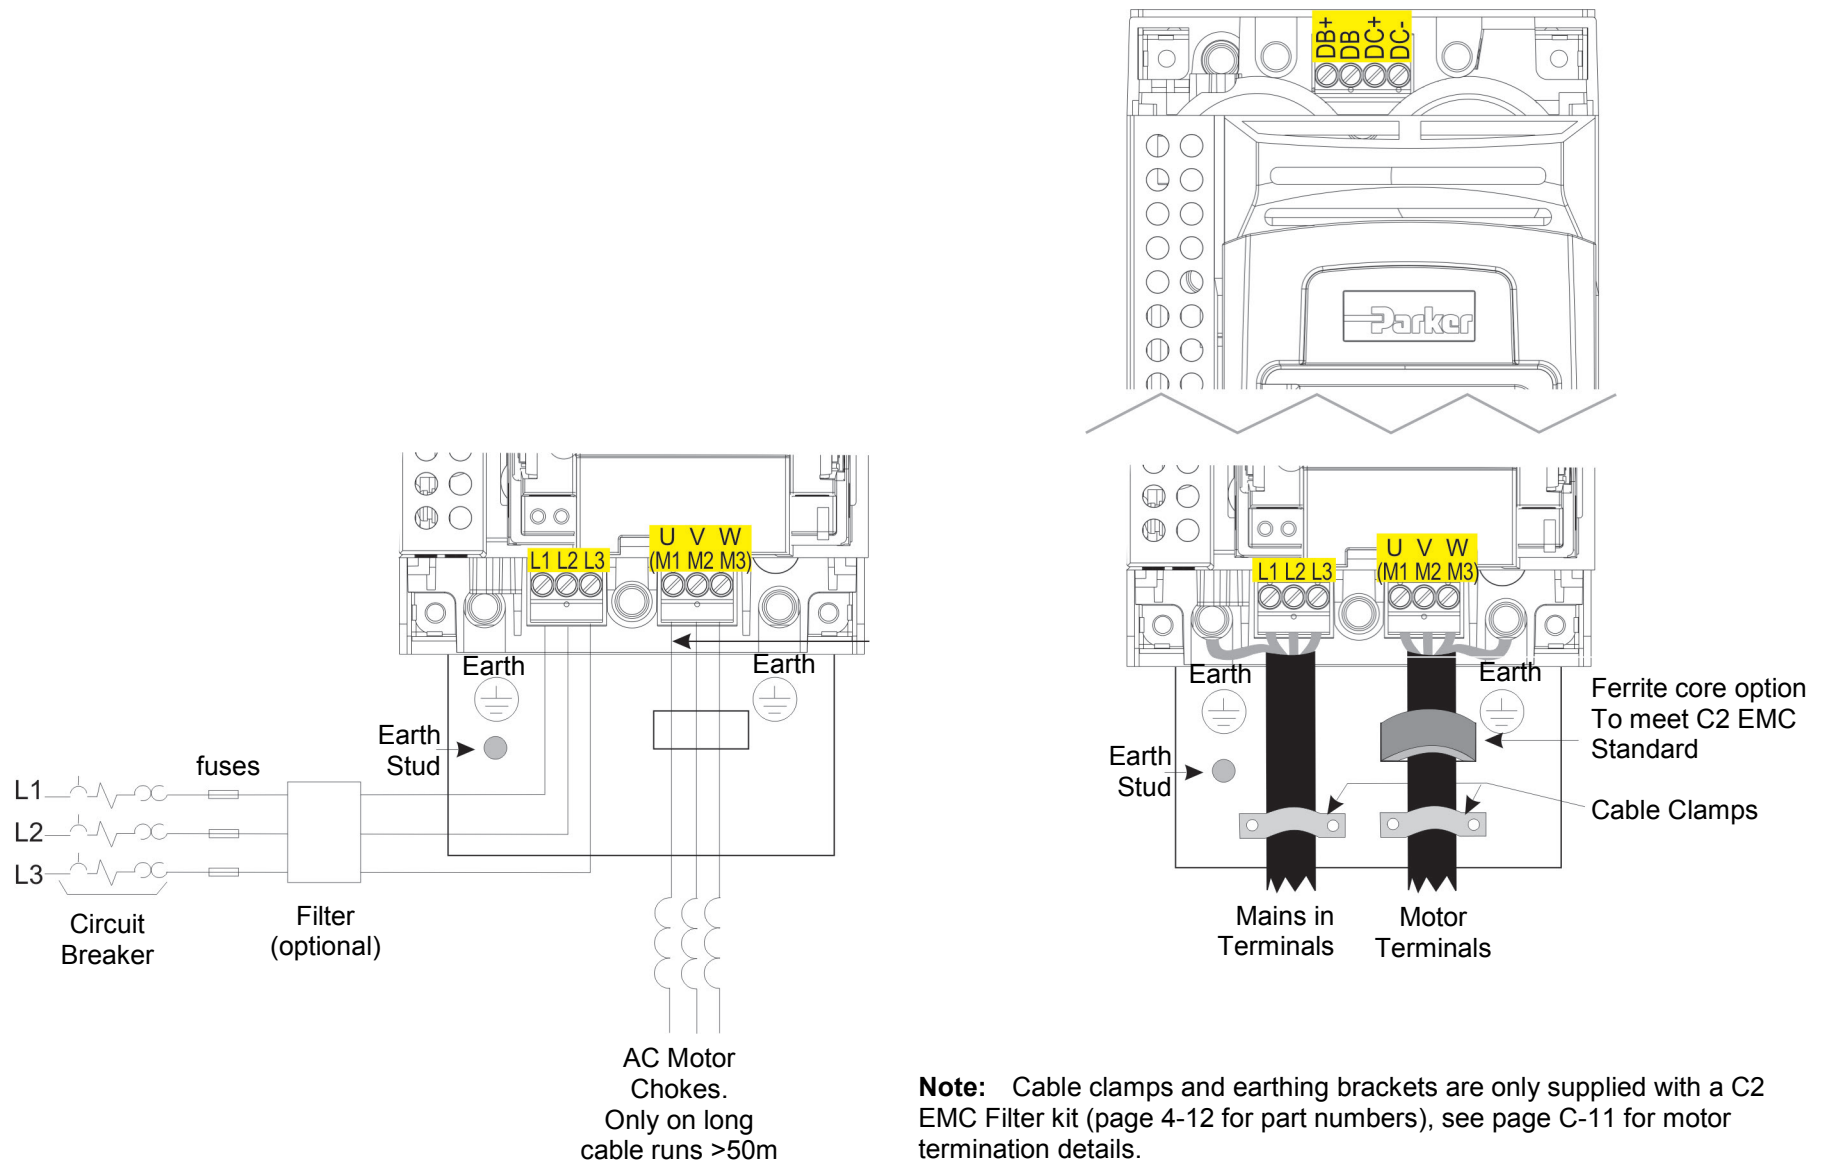 DB+
DB
DC+
DC-
Parker
U V W
L1 L2 L3
(M1 M2 M3)
Earth
Earth
Earth
Stud
fuses
L1
L2
L3
Circuit
Breaker
Filter
(optional)
AC Motor
Chokes.
Only on long
cable runs >50m
U V W
L1 L2 L3
(M1 M2 M3)
Earth
Earth
Earth
Stud
Ferrite core option
To meet C2 EMC
Standard
Cable Clamps
Mains in
Terminals
Motor
Terminals
Note: Cable clamps and earthing brackets are only supplied with a C2
EMC Filter kit (page 4-12 for part numbers), see page C-11 for motor
termination details.